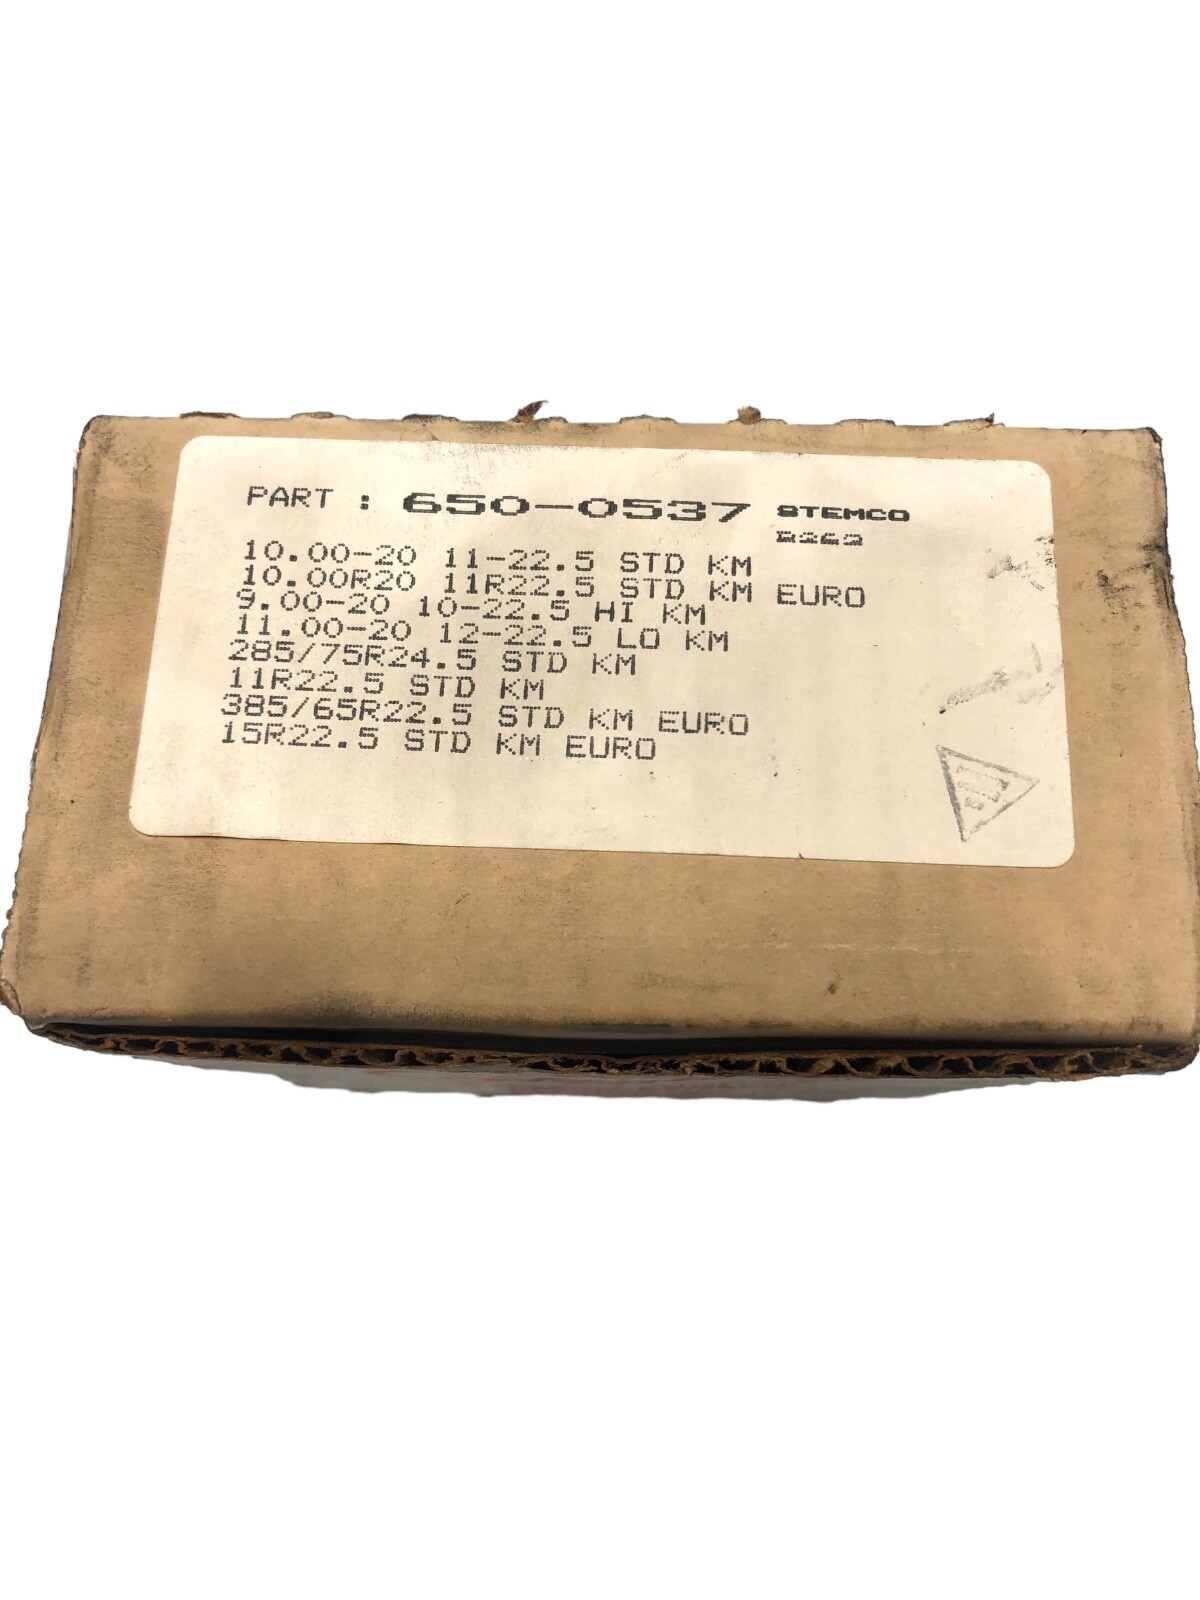 PART : 650-0537 STEMCO
10.00-20 11-22.5 STD KM
10.00R20 11R22.5 STD KM EURO
9.00-20 10-22.5 HI KM
11.00-20 12-22.5 LO KM
285/75R24.5 STD KM
11R22.5 STD KM
385/65R22.5 STD KM EURO
15R22.5 STD KM EURO